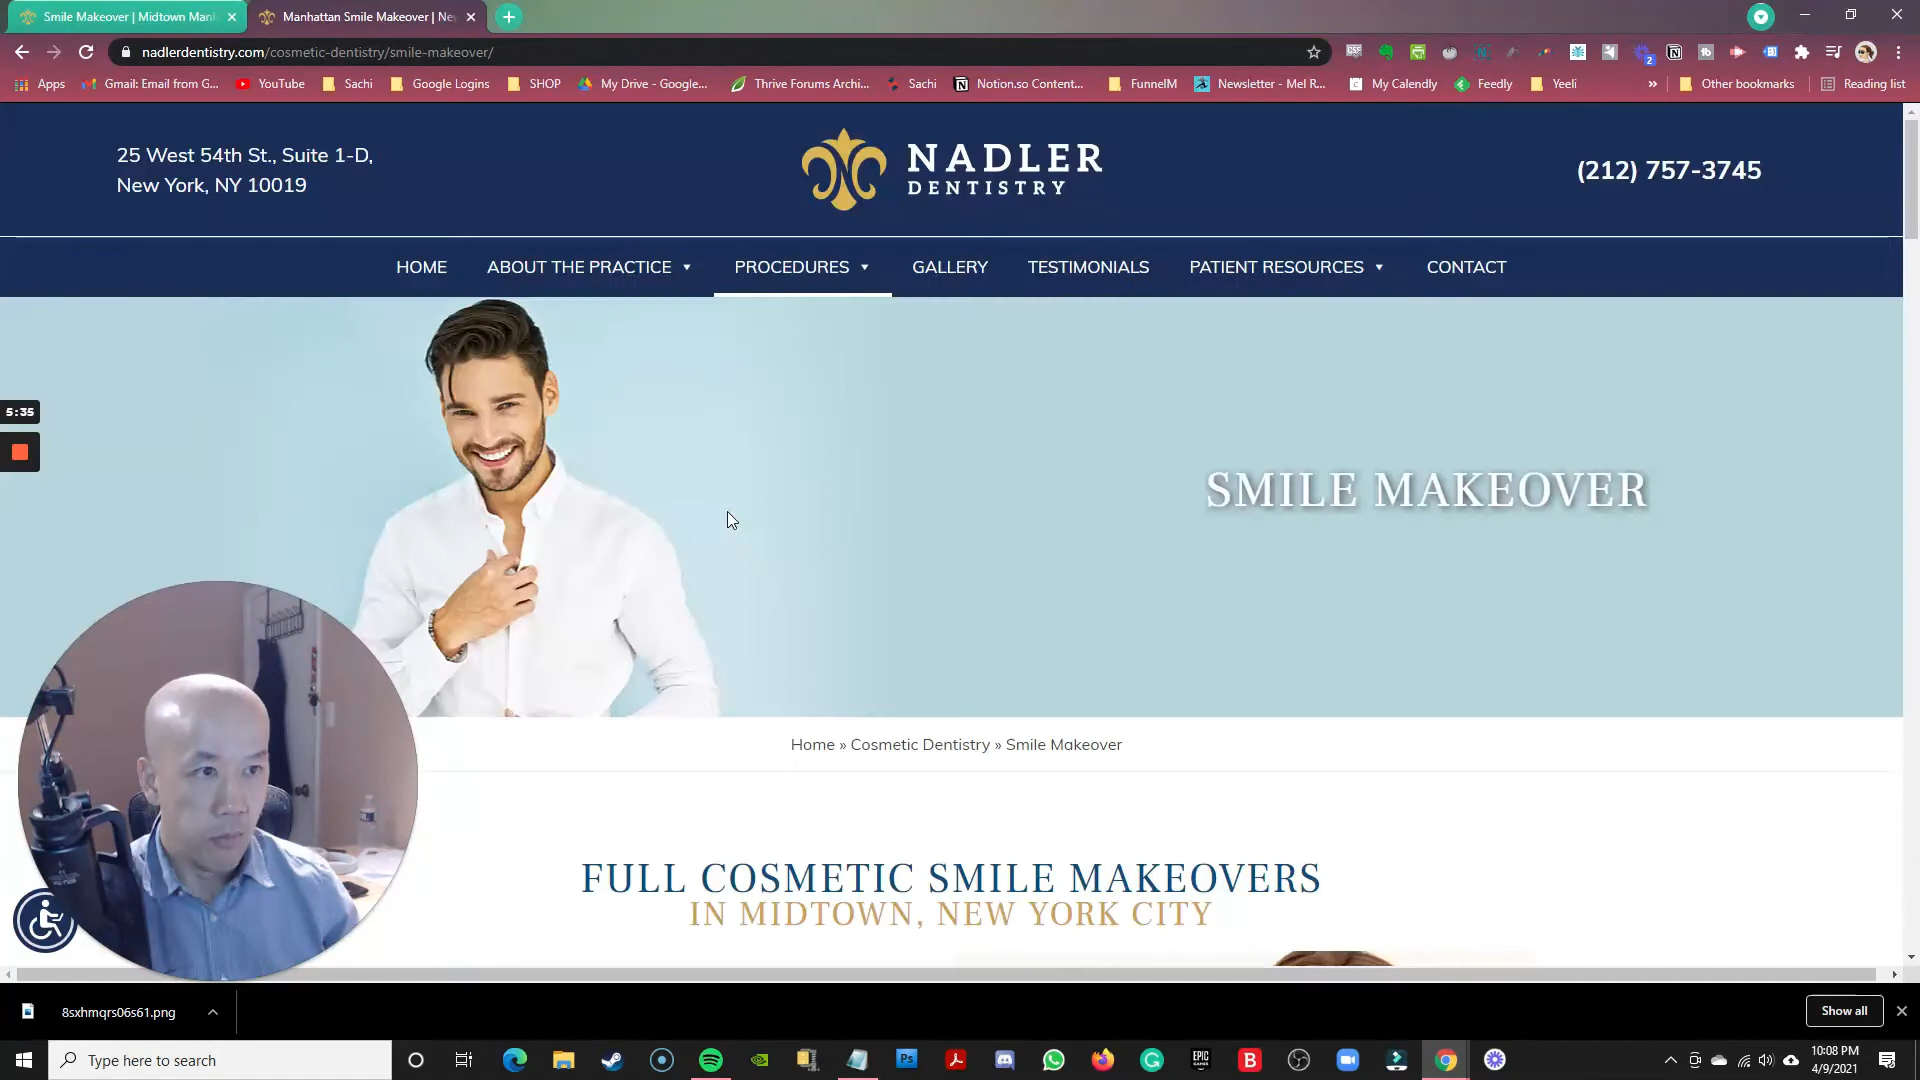 Smile Makeover | Midtown Manh
Manhattan Smile Makeover | Ne
nadlerdentistry.com/cosmetic-dentistry/smile-makeover/
2
Apps
Gmail: Email from G...
YouTube
Sachi
Google Logins
SHOP
My Drive - Google...
Thrive Forums Archi...
Sachi
Notion.so Content...
FunnelM
Newsletter - Mel R...
My Calendly
Feedly
Yeeli
»
Other bookmarks
Reading list
25 West 54th St., Suite 1-D,
New York, NY 10019
NADLER
DENTISTRY
(212) 757-3745
HOME
ABOUT THE PRACTICE
PROCEDURES
GALLERY
TESTIMONIALS
PATIENT RESOURCES
CONTACT
5:35
SMILE MAKEOVER
Home » Cosmetic Dentistry » Smile Makeover
FULL COSMETIC SMILE MAKEOVERS
IN MIDTOWN, NEW YORK CITY
8sxhmqrs06s61.png
Show all
Type here to search
Ps
EPIC
B
10:08 PM
4/9/2021